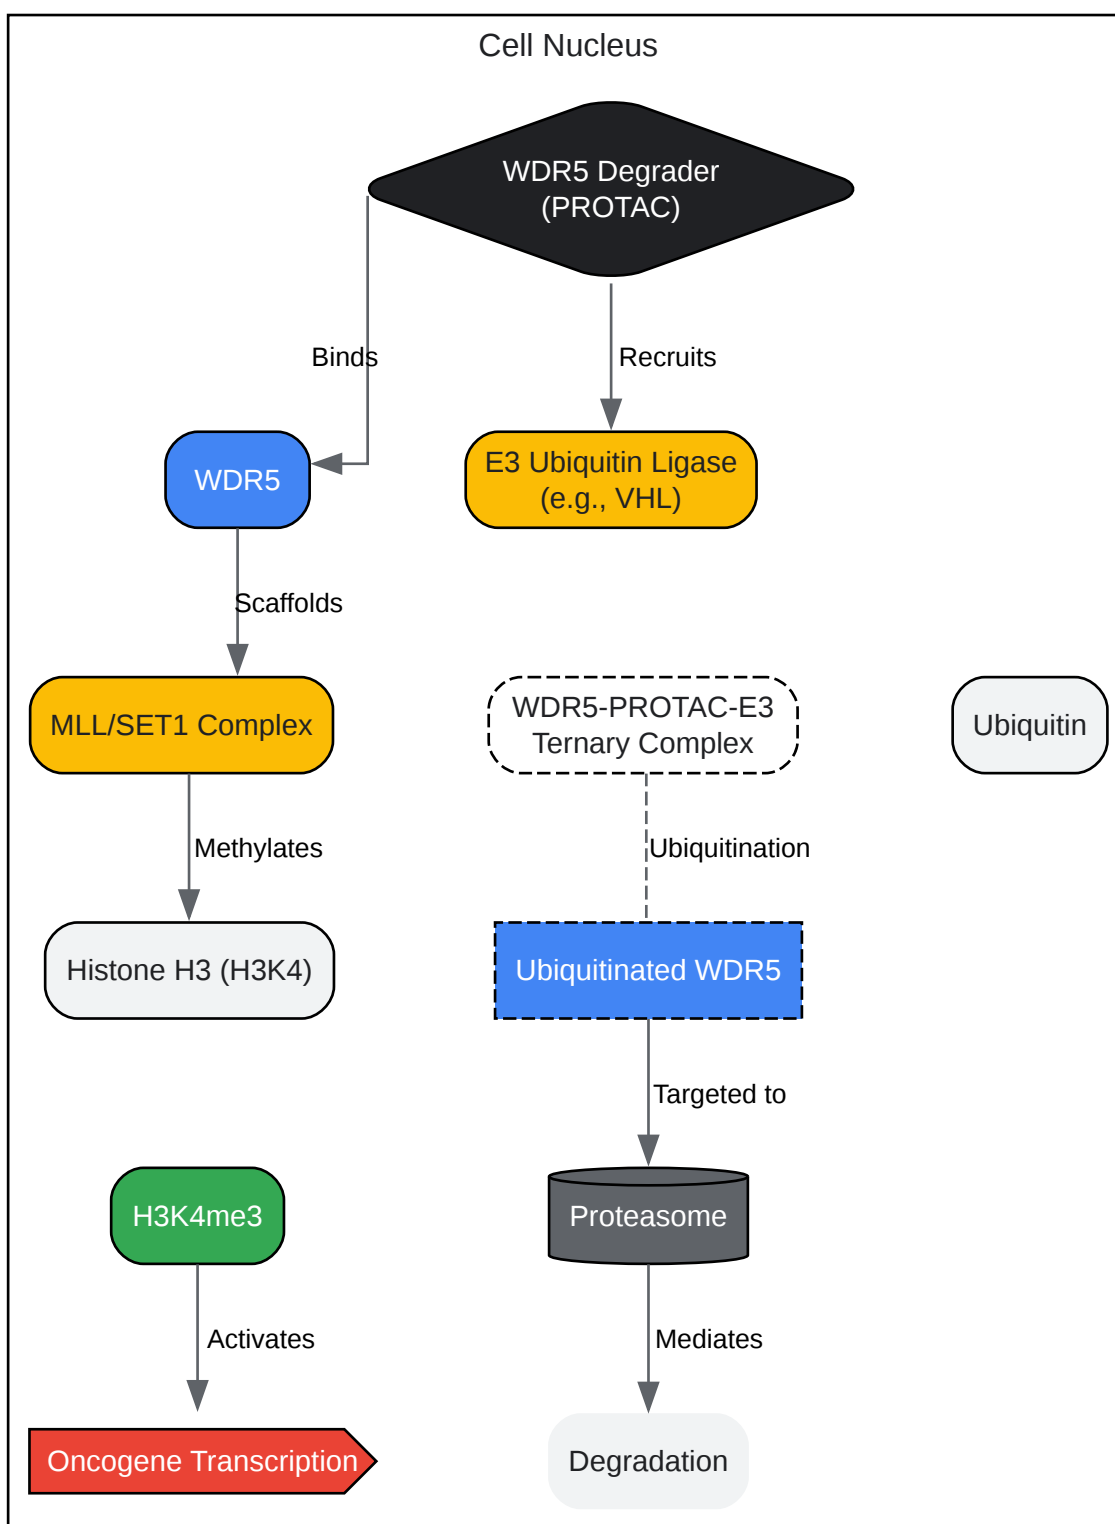 Cell Nucleus
WDR5 Degrader
(PROTAC)
Binds
Recruits
WDR5
E3 Ubiquitin Ligase
(e.g., VHL)
Scaffolds
MLL/SET1 Complex
WDR5-PROTAC-E3
Ternary Complex
Ubiquitin
Methylates
Ubiquitination
Histone H3 (H3K4)
Ubiquitinated WDR5
Targeted to
H3K4me3
Proteasome
Activates
Mediates
Oncogene Transcription
Degradation